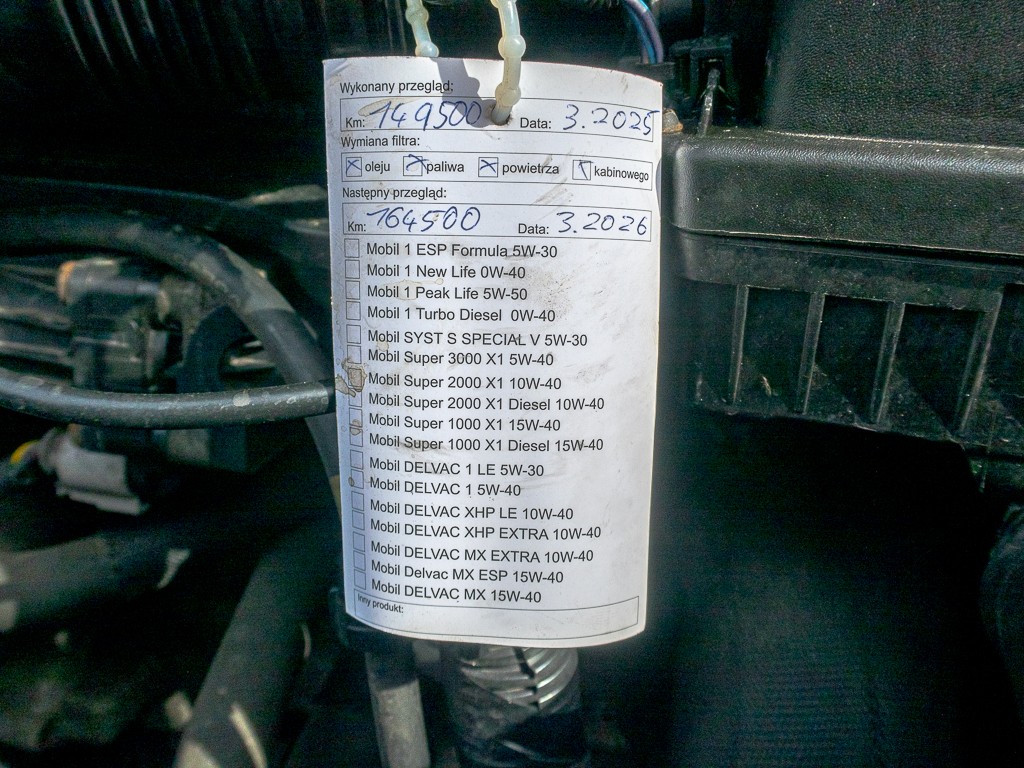 Wykonany przegląd:
Km: 149500 Data: 3.2025
Wymiana filtra:
oleju paliwa powietrza kabinowego
Następny przegląd:
Km: 164500 Data: 3.2026
Mobil 1 ESP Formula 5W-30
Mobil 1 New Life 0W-40
Mobil 1 Peak Life 5W-50
Mobil 1 Turbo Diesel 0W-40
Mobil SYST S SPECIAL V 5W-30
Mobil Super 3000 X1 5W-40
Mobil Super 2000 X1 10W-40
Mobil Super 2000 X1 Diesel 10W-40
Mobil Super 1000 X1 15W-40
Mobil Super 1000 X1 Diesel 15W-40
Mobil DELVAC 1 LE 5W-30
Mobil DELVAC 1 5W-40
Mobil DELVAC XHP LE 10W-40
Mobil DELVAC XHP EXTRA 10W-40
Mobil DELVAC MX EXTRA 10W-40
Mobil Delvac MX ESP 15W-40
Mobil DELVAC MX 15W-40
Inny produkt: